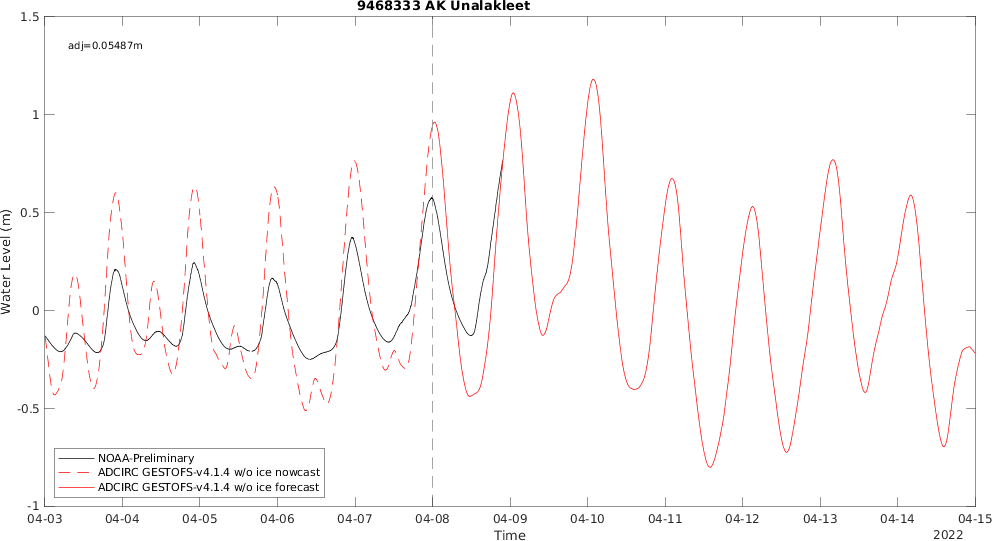 9468333 AK Unalakleet
adj=0.05487m
1.5
1
0.5
0
-0.5
-1
Water Level (m)
NOAA-Preliminary
ADCIRC GESTOFS-v4.1.4 w/o ice nowcast
ADCIRC GESTOFS-v4.1.4 w/o ice forecast
04-03 04-04 04-05 04-06 04-07 04-08 04-09 04-10 04-11 04-12 04-13 04-14 04-15
Time
2022